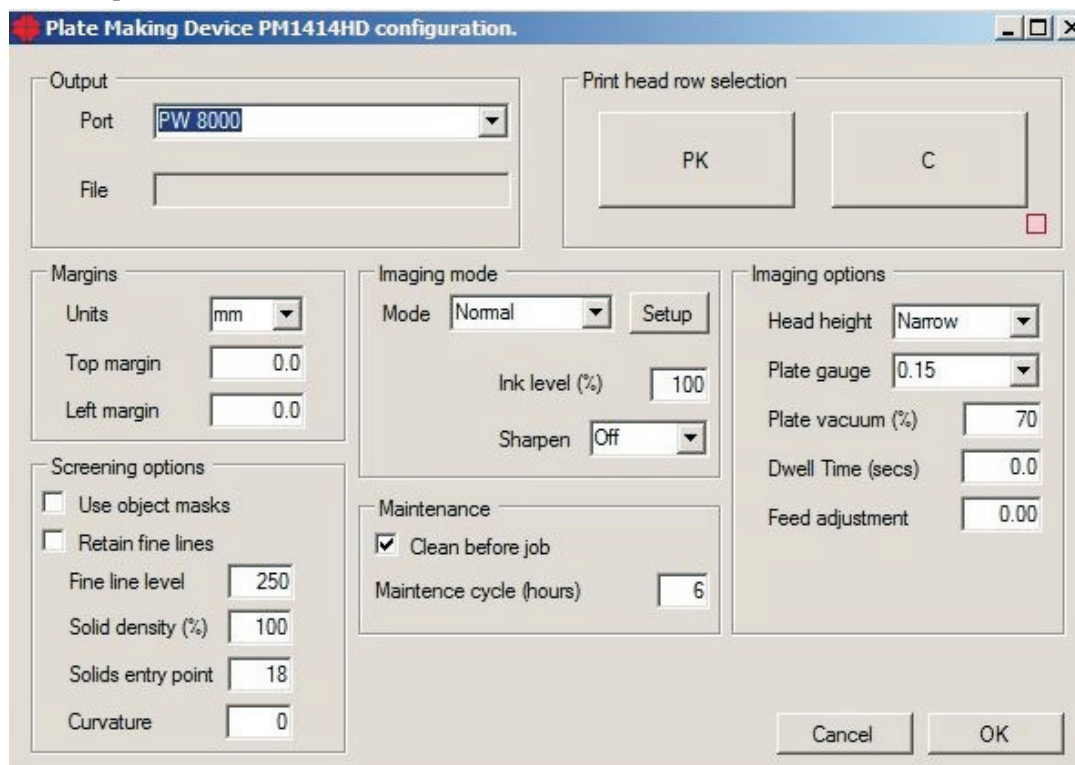 Plate Making Device PM1414HD configuration.
Output
Port PW 8000
File
Print head row selection
PK C
Margins
Units mm
Top margin 0.0
Left margin 0.0
Imaging mode
Mode Normal Setup
Ink level (%) 100
Sharpen Off
Imaging options
Head height Narrow
Plate gauge 0.15
Plate vacuum (%) 70
Dwell Time (secs) 0.0
Feed adjustment 0.00
Screening options
Use object masks
Retain fine lines
Fine line level 250
Solid density (%) 100
Solids entry point 18
Curvature 0
Maintenance
Clean before job
Maintence cycle (hours) 6
Cancel OK